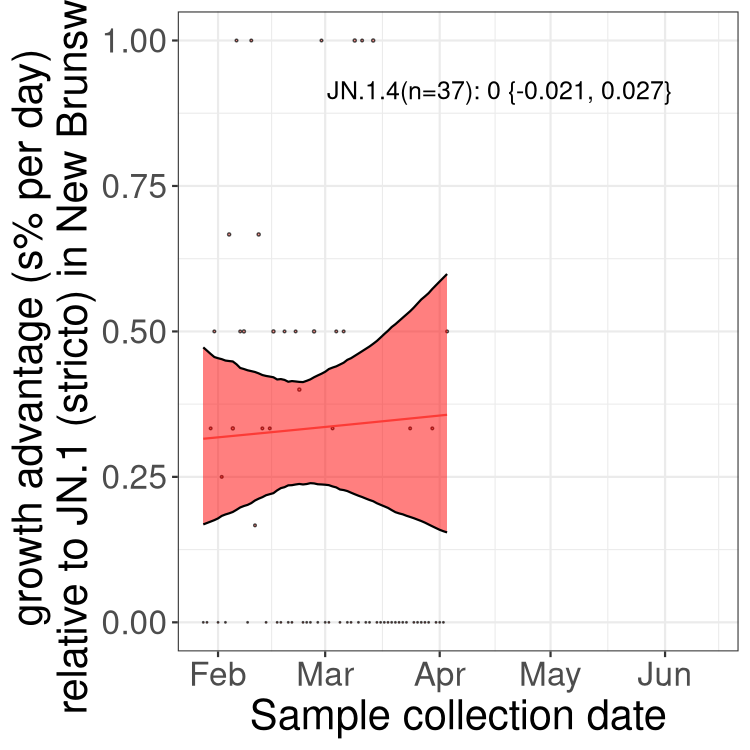 growth advantage (s% per day)
relative to JN.1 (stricto) in New Brunsw
1.00
0.75
0.50
0.25
0.00
JN.1.4(n=37): 0 {-0.021, 0.027}
Feb Mar Apr May Jun
Sample collection date